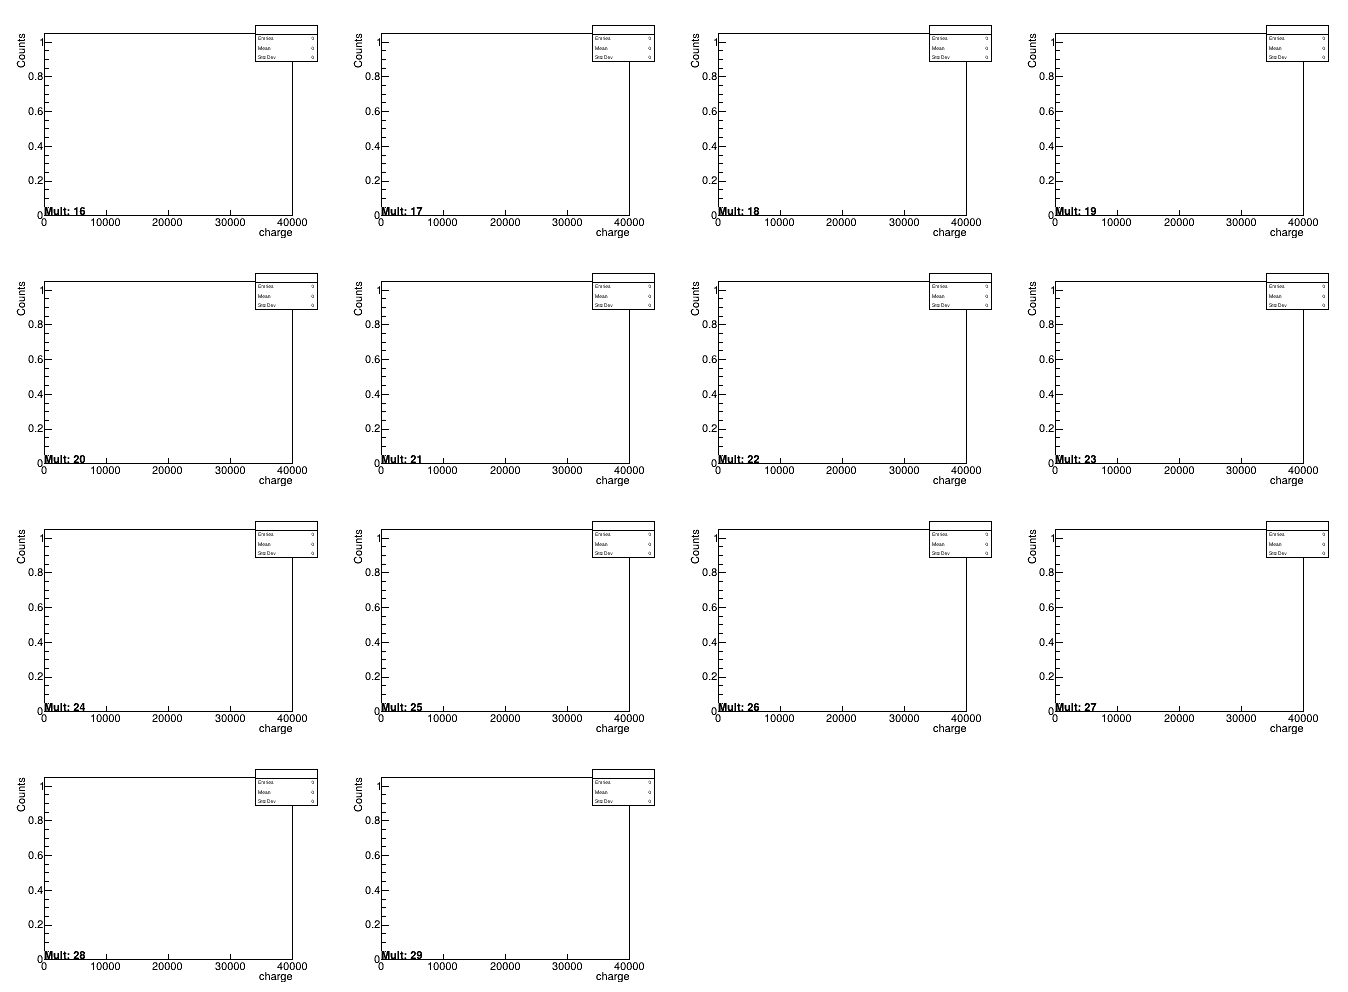 Counts
1
0.8
0.6
0.4
0.2
0
Entries 0
Mean 0
Std Dev 0
Mult: 16
0 10000 20000 30000 40000
charge
Counts
1
0.8
0.6
0.4
0.2
0
Entries 0
Mean 0
Std Dev 0
Mult: 17
0 10000 20000 30000 40000
charge
Counts
1
0.8
0.6
0.4
0.2
0
Entries 0
Mean 0
Std Dev 0
Mult: 18
0 10000 20000 30000 40000
charge
Counts
1
0.8
0.6
0.4
0.2
0
Entries 0
Mean 0
Std Dev 0
Mult: 19
0 10000 20000 30000 40000
charge
Counts
1
0.8
0.6
0.4
0.2
0
Entries 0
Mean 0
Std Dev 0
Mult: 20
0 10000 20000 30000 40000
charge
Counts
1
0.8
0.6
0.4
0.2
0
Entries 0
Mean 0
Std Dev 0
Mult: 21
0 10000 20000 30000 40000
charge
Counts
1
0.8
0.6
0.4
0.2
0
Entries 0
Mean 0
Std Dev 0
Mult: 22
0 10000 20000 30000 40000
charge
Counts
1
0.8
0.6
0.4
0.2
0
Entries 0
Mean 0
Std Dev 0
Mult: 23
0 10000 20000 30000 40000
charge
Counts
1
0.8
0.6
0.4
0.2
0
Entries 0
Mean 0
Std Dev 0
Mult: 24
0 10000 20000 30000 40000
charge
Counts
1
0.8
0.6
0.4
0.2
0
Entries 0
Mean 0
Std Dev 0
Mult: 25
0 10000 20000 30000 40000
charge
Counts
1
0.8
0.6
0.4
0.2
0
Entries 0
Mean 0
Std Dev 0
Mult: 26
0 10000 20000 30000 40000
charge
Counts
1
0.8
0.6
0.4
0.2
0
Entries 0
Mean 0
Std Dev 0
Mult: 27
0 10000 20000 30000 40000
charge
Counts
1
0.8
0.6
0.4
0.2
0
Entries 0
Mean 0
Std Dev 0
Mult: 28
0 10000 20000 30000 40000
charge
Counts
1
0.8
0.6
0.4
0.2
0
Entries 0
Mean 0
Std Dev 0
Mult: 29
0 10000 20000 30000 40000
charge